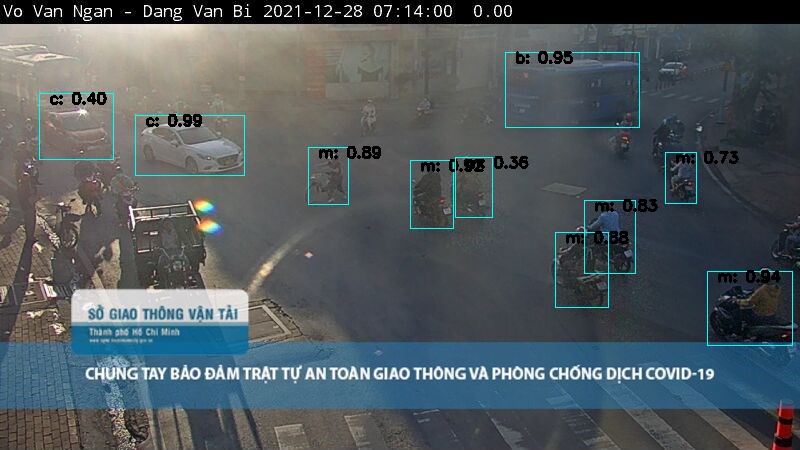 Vo Van Ngan - Dang Van Bi 2021-12-28 07:14:00 0.00
b: 0.95
c: 0.40
c: 0.99
m: 0.89
m: 0.36
m: 0.73
m: 0.83
m: 0.88
m: 0.94
SỞ GIAO THÔNG VẬN TẢI
Thành phố Hồ Chí Minh
CHUNG TAY BẢO ĐẢM TRẬT TỰ AN TOÀN GIAO THÔNG VÀ PHÒNG CHỐNG DỊCH COVID-19